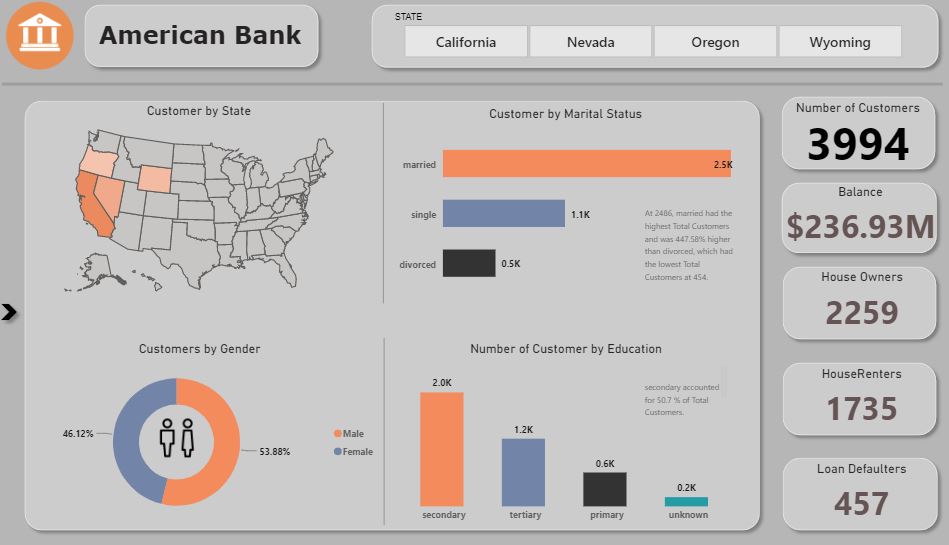 American Bank
STATE
California
Nevada
Oregon
Wyoming
Customer by State
Customer by Marital Status
married
2.5K
single
1.1K
divorced
0.5K
At 2486, married had the
highest Total Customers
and was 447.58% higher
than divorced, which had
the lowest Total
Customers at 454.
Customers by Gender
46.12%
53.88%
Male
Female
Number of Customer by Education
2.0K
1.2K
0.6K
0.2K
secondary
tertiary
primary
unknown
secondary accounted
for 50.7 % of Total
Customers.
Number of Customers
3994
Balance
$236.93M
House Owners
2259
HouseRenters
1735
Loan Defaulters
457